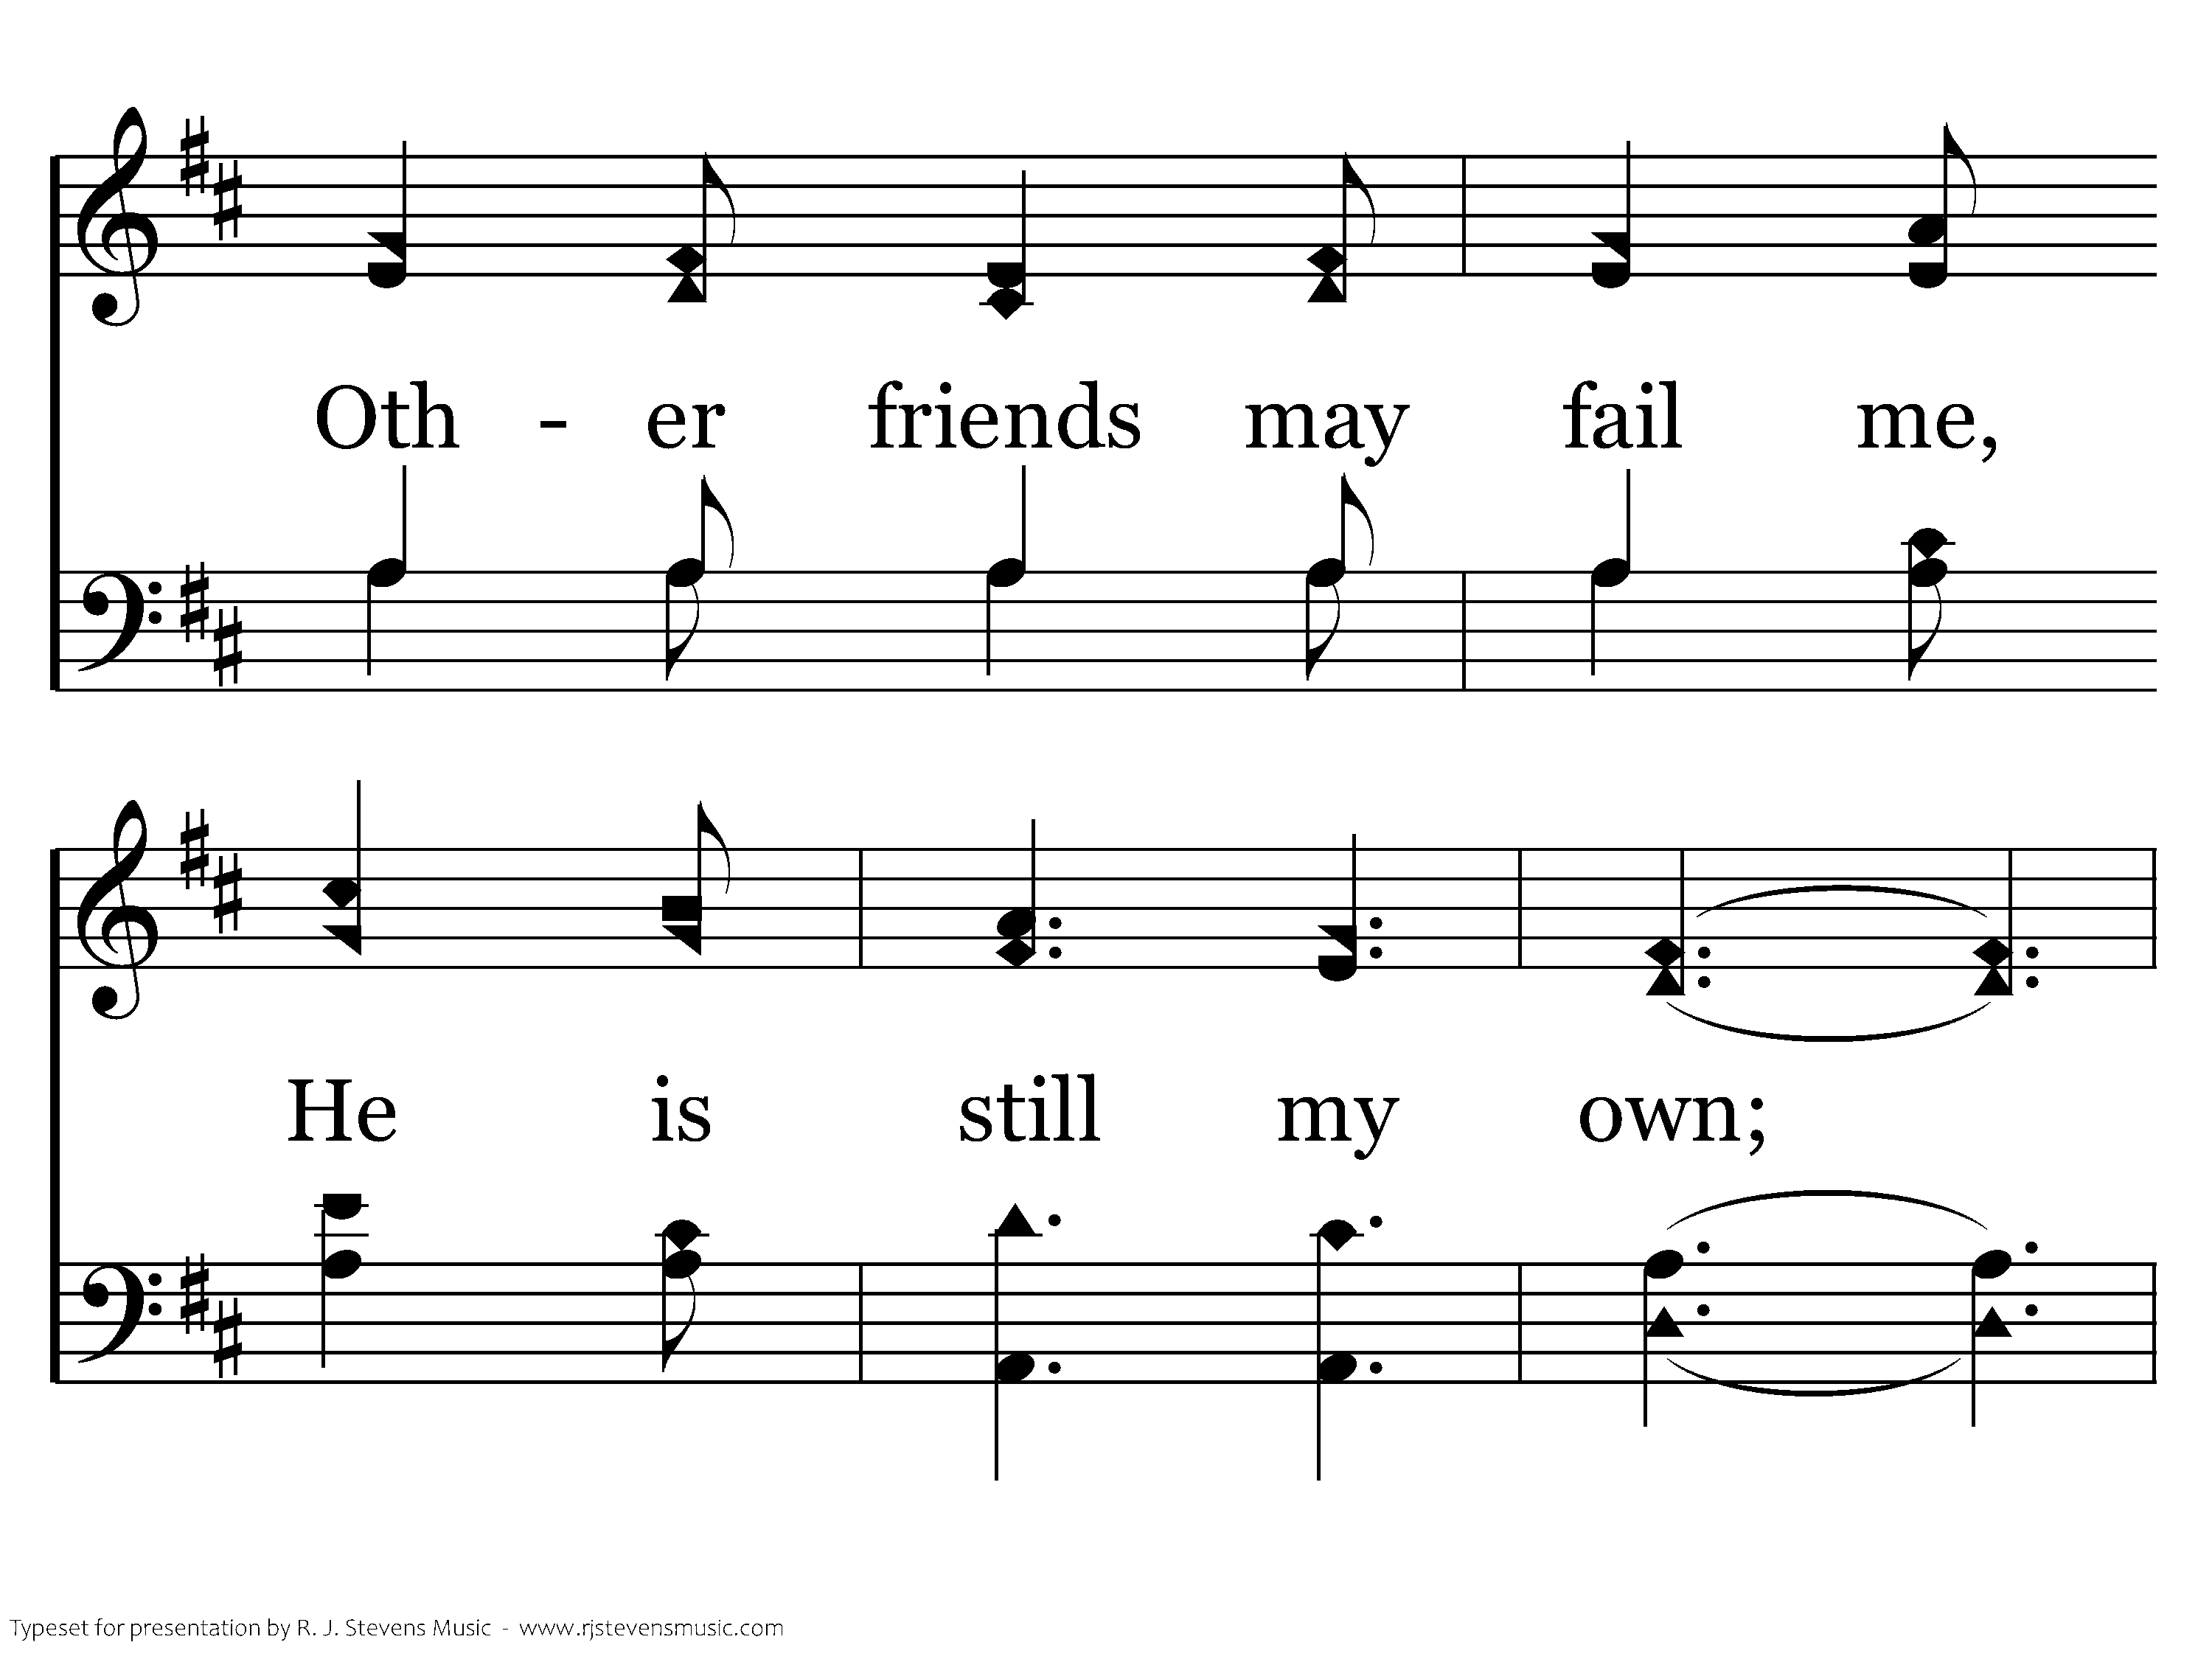 Oth - er friends may fail me,
He is still my own;
Typeset for presentation by R. J. Stevens Music - www.rjstevensmusic.com